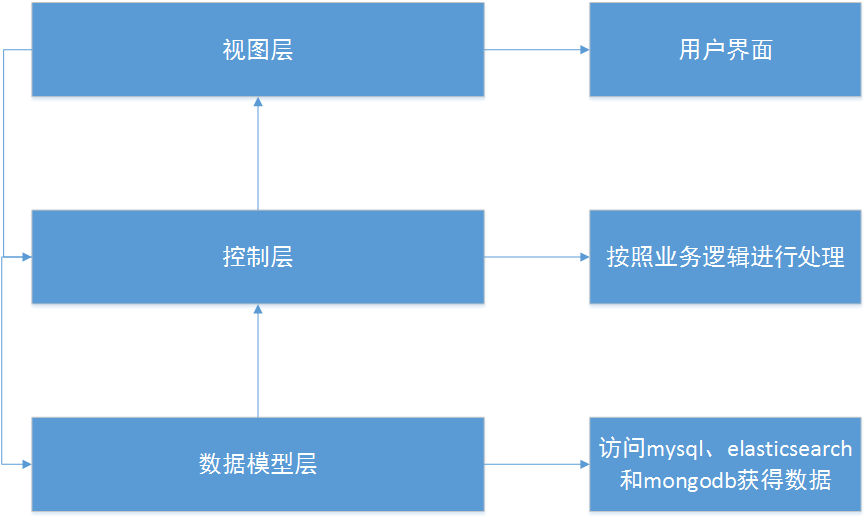 视图层
用户界面
控制层
按照业务逻辑进行处理
数据模型层
访问mysql、elasticsearch
和mongodb获得数据